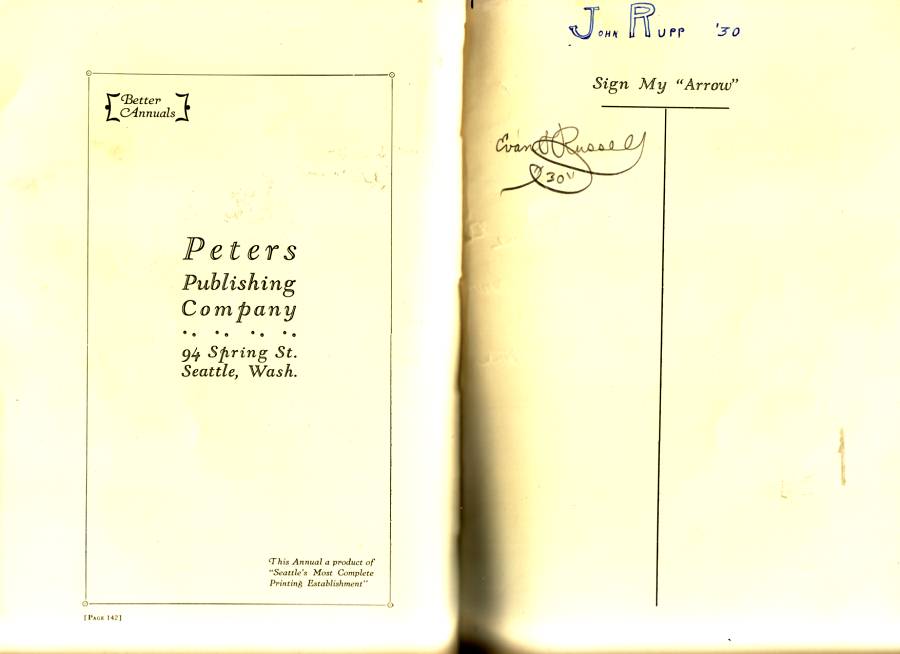 Better
Annuals
Peters
Publishing
Company
94 Spring St.
Seattle, Wash.
This Annual a product of
"Seattle's Most Complete
Printing Establishment"
[PAGE 142]
JOHN RUPP '30
Sign My "Arrow"
Evan Russell
"30"